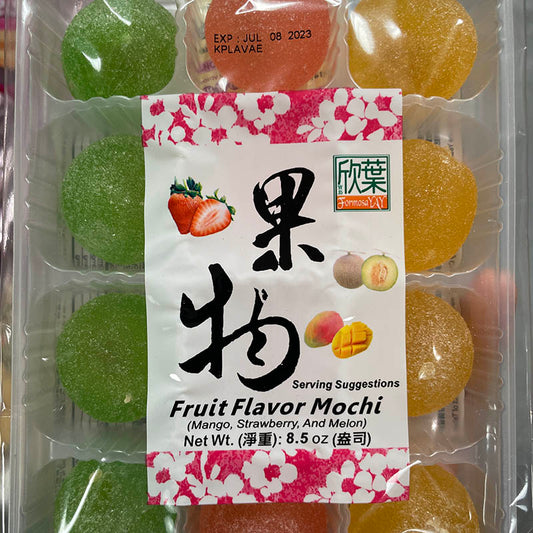 EXP : JUL 08 2023
KPLAVAE
欣葉
FormosaYAY
果
物
Serving Suggestions
Fruit Flavor Mochi
(Mango, Strawberry, And Melon)
Net Wt. (淨重): 8.5 oz (盎司)